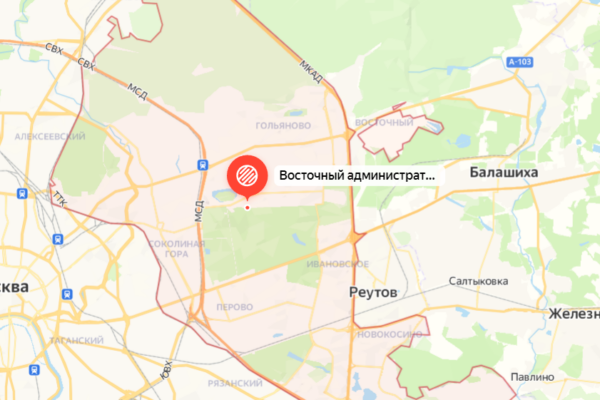 СВХ
СВХ
МСД
МКАД
А-103
АЛЕКСЕЕВСКИЙ
ГОЛЬЯНОВО
ВОСТОЧНЫЙ
Восточный администрат...
Балашиха
ТТК
МСД
СОКОЛИНАЯ
ГОРА
ИВАНОВСКОЕ
сква
Реутов
Салтыковка
ПЕРОВО
Железн
ТАГАНСКИЙ
НОВОКОСИНО
СВХ
РЯЗАНСКИЙ
Павлино